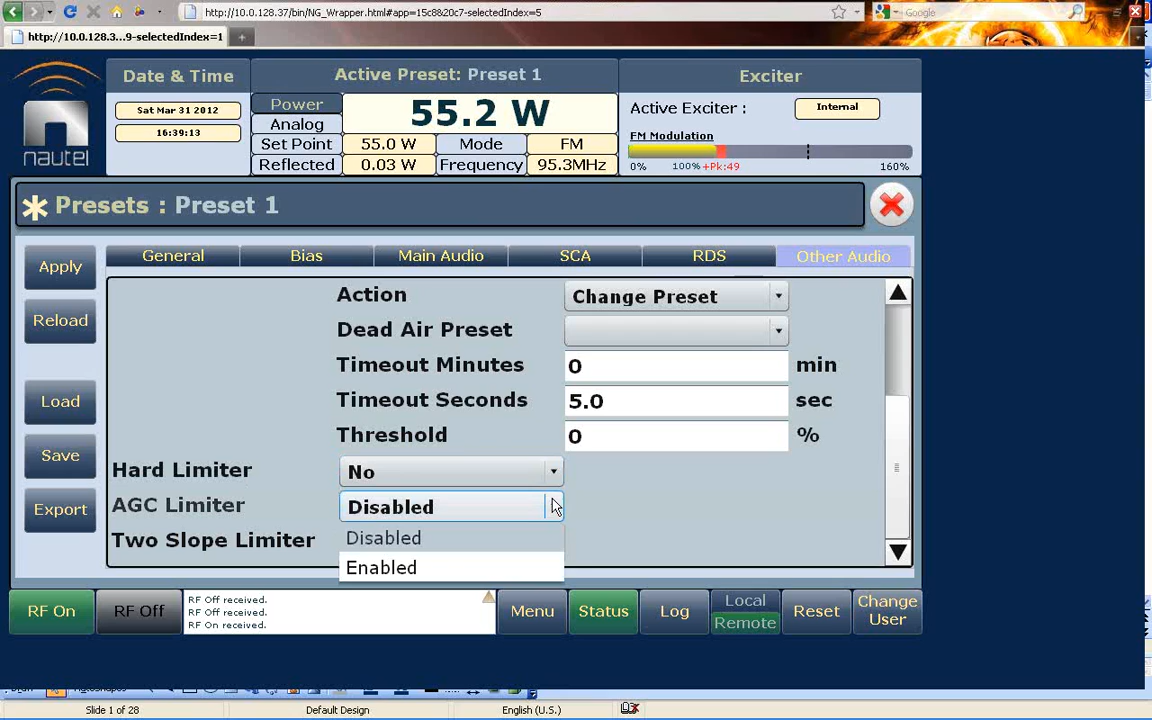 http://10.0.128.37/bin/NG_Wrapper.html#app=15c8%20c7-selectedIndex=5
Google
http://10.0.128.3...9-selectedIndex=1
nautel
Date & Time
Sat Mar 31 2012
16:39:13
Active Preset: Preset 1
Power
Analog
55.2 W
Set Point
55.0 W
Mode
FM
Reflected
0.03 W
Frequency
95.3MHz
Exciter
Active Exciter :
Internal
FM Modulation
0%
100%
+Pk:49
160%
Presets : Preset 1
Apply
Reload
Load
Save
Export
General
Bias
Main Audio
SCA
RDS
Other Audio
Action
Change Preset
Dead Air Preset
Timeout Minutes
0
min
Timeout Seconds
5.0
sec
Threshold
0
%
Hard Limiter
No
AGC Limiter
Disabled
Disabled
Enabled
Two Slope Limiter
RF On
RF Off
RF Off received.
RF Off received.
RF On received.
Menu
Status
Log
Local
Remote
Reset
Change
User
Slide 1 of 28
Default Design
English (U.S.)